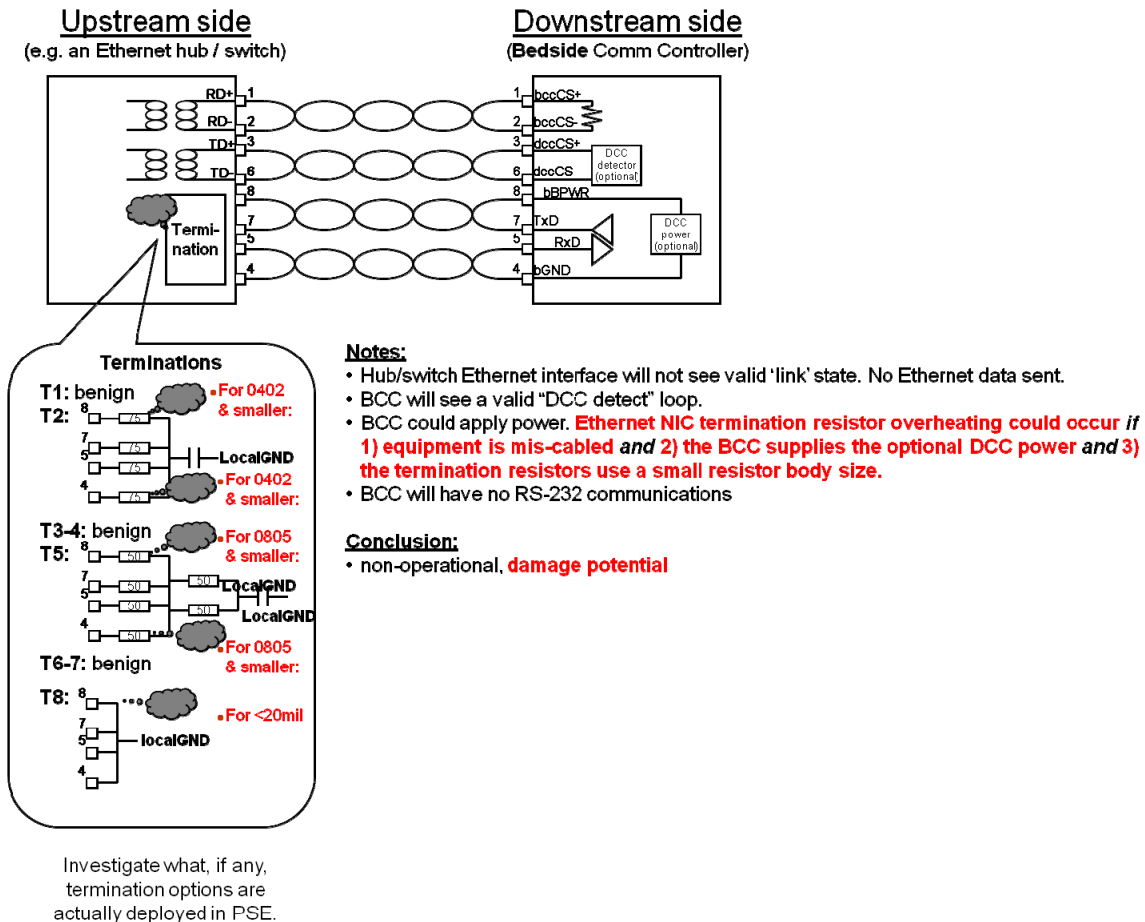 Upstream side
(e.g. an Ethernet hub / switch)
Downstream side
(Bedside Comm Controller)
RD+
1
RD-
2
TD+
3
TD-
6
8
7
5
4
Termi-
nation
1
bccCS+
2
bccCS-
3
dccCS+
6
dccCS
8
bBPWR
7
TxD
5
RxD
4
bGND
DCC
detector
(optional)
DCC
power
(optional)
Terminations
T1: benign
• For 0402
& smaller:
T2:
8
75
7
75
5
75
LocalGND
4
75
• For 0402
& smaller:
T3-4: benign
• For 0805
& smaller:
T5:
8
50
7
50
5
50
50
LocalGND
50
LocalGND
4
50
• For 0805
& smaller:
T6-7: benign
T8:
8
• For <20mil
7
5
localGND
4
Investigate what, if any,
termination options are
actually deployed in PSE.
Notes:
• Hub/switch Ethernet interface will not see valid 'link' state. No Ethernet data sent.
• BCC will see a valid "DCC detect" loop.
• BCC could apply power. Ethernet NIC termination resistor overheating could occur if
1) equipment is mis-cabled and 2) the BCC supplies the optional DCC power and 3)
the termination resistors use a small resistor body size.
• BCC will have no RS-232 communications
Conclusion:
• non-operational, damage potential